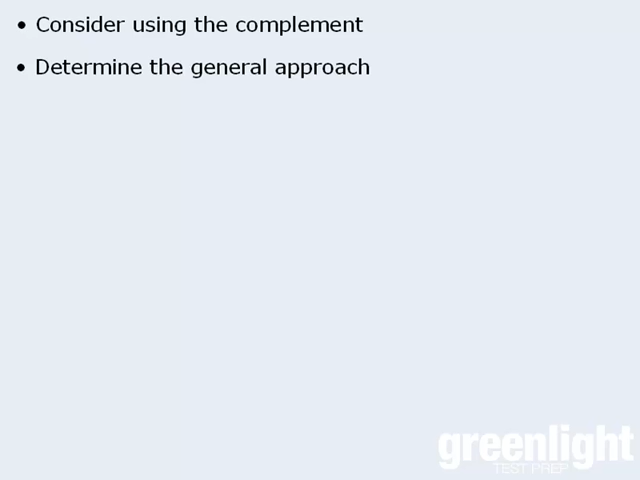 • Consider using the complement
• Determine the general approach
greenlight
TEST PREP